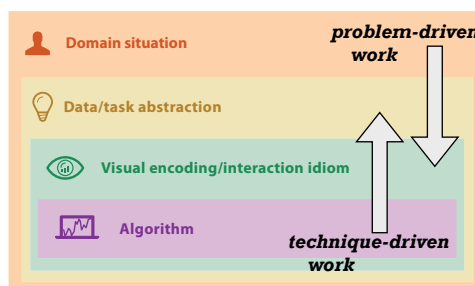 Domain situation
problem-driven
work
Data/task abstraction
Visual encoding/interaction idiom
Algorithm
technique-driven
work